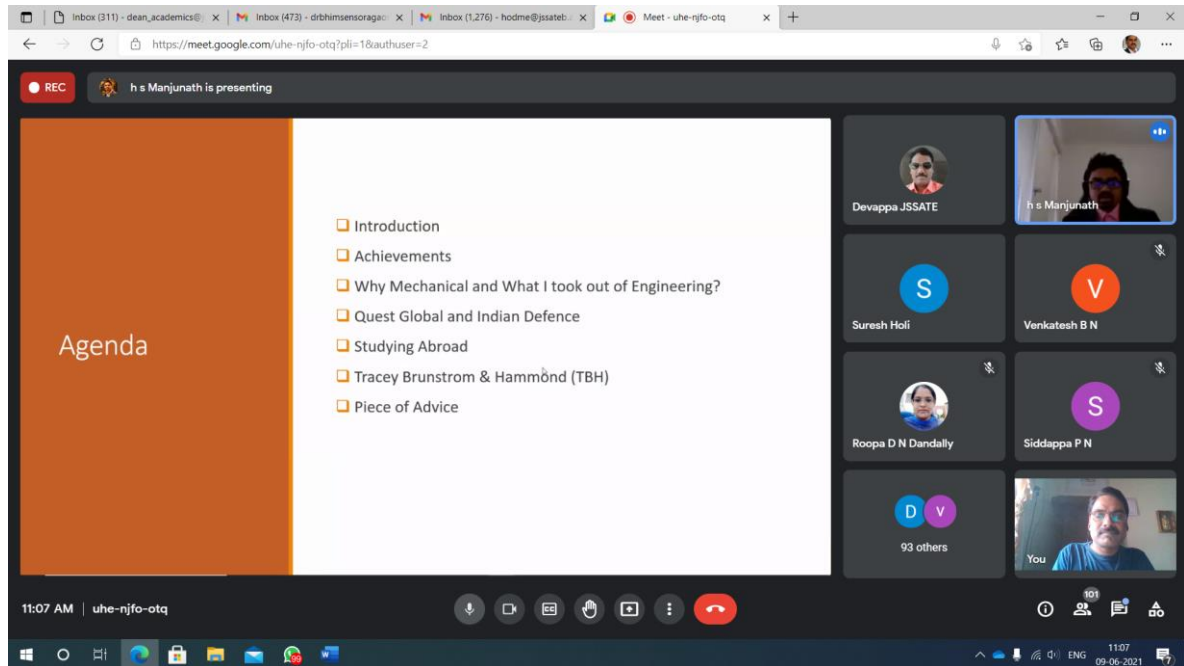 Inbox (311) - dean_academics@j
Inbox (473) - drbhimsensoragaon
Inbox (1,276) - hodme@jssateb.
Meet - uhe-njfo-otq
https://meet.google.com/uhe-njfo-otq?pli=1&authuser=2
REC
h s Manjunath is presenting
Agenda
Introduction
Achievements
Why Mechanical and What I took out of Engineering?
Quest Global and Indian Defence
Studying Abroad
Tracey Brunstrom & Hammond (TBH)
Piece of Advice
Devappa JSSATE
h s Manjunath
S
Suresh Holi
V
Venkatesh B N
Roopa D N Dandally
S
Siddappa P N
D V
93 others
You
11:07 AM | uhe-njfo-otq
CC
101
99
W
ENG
11:07
09-06-2021
7